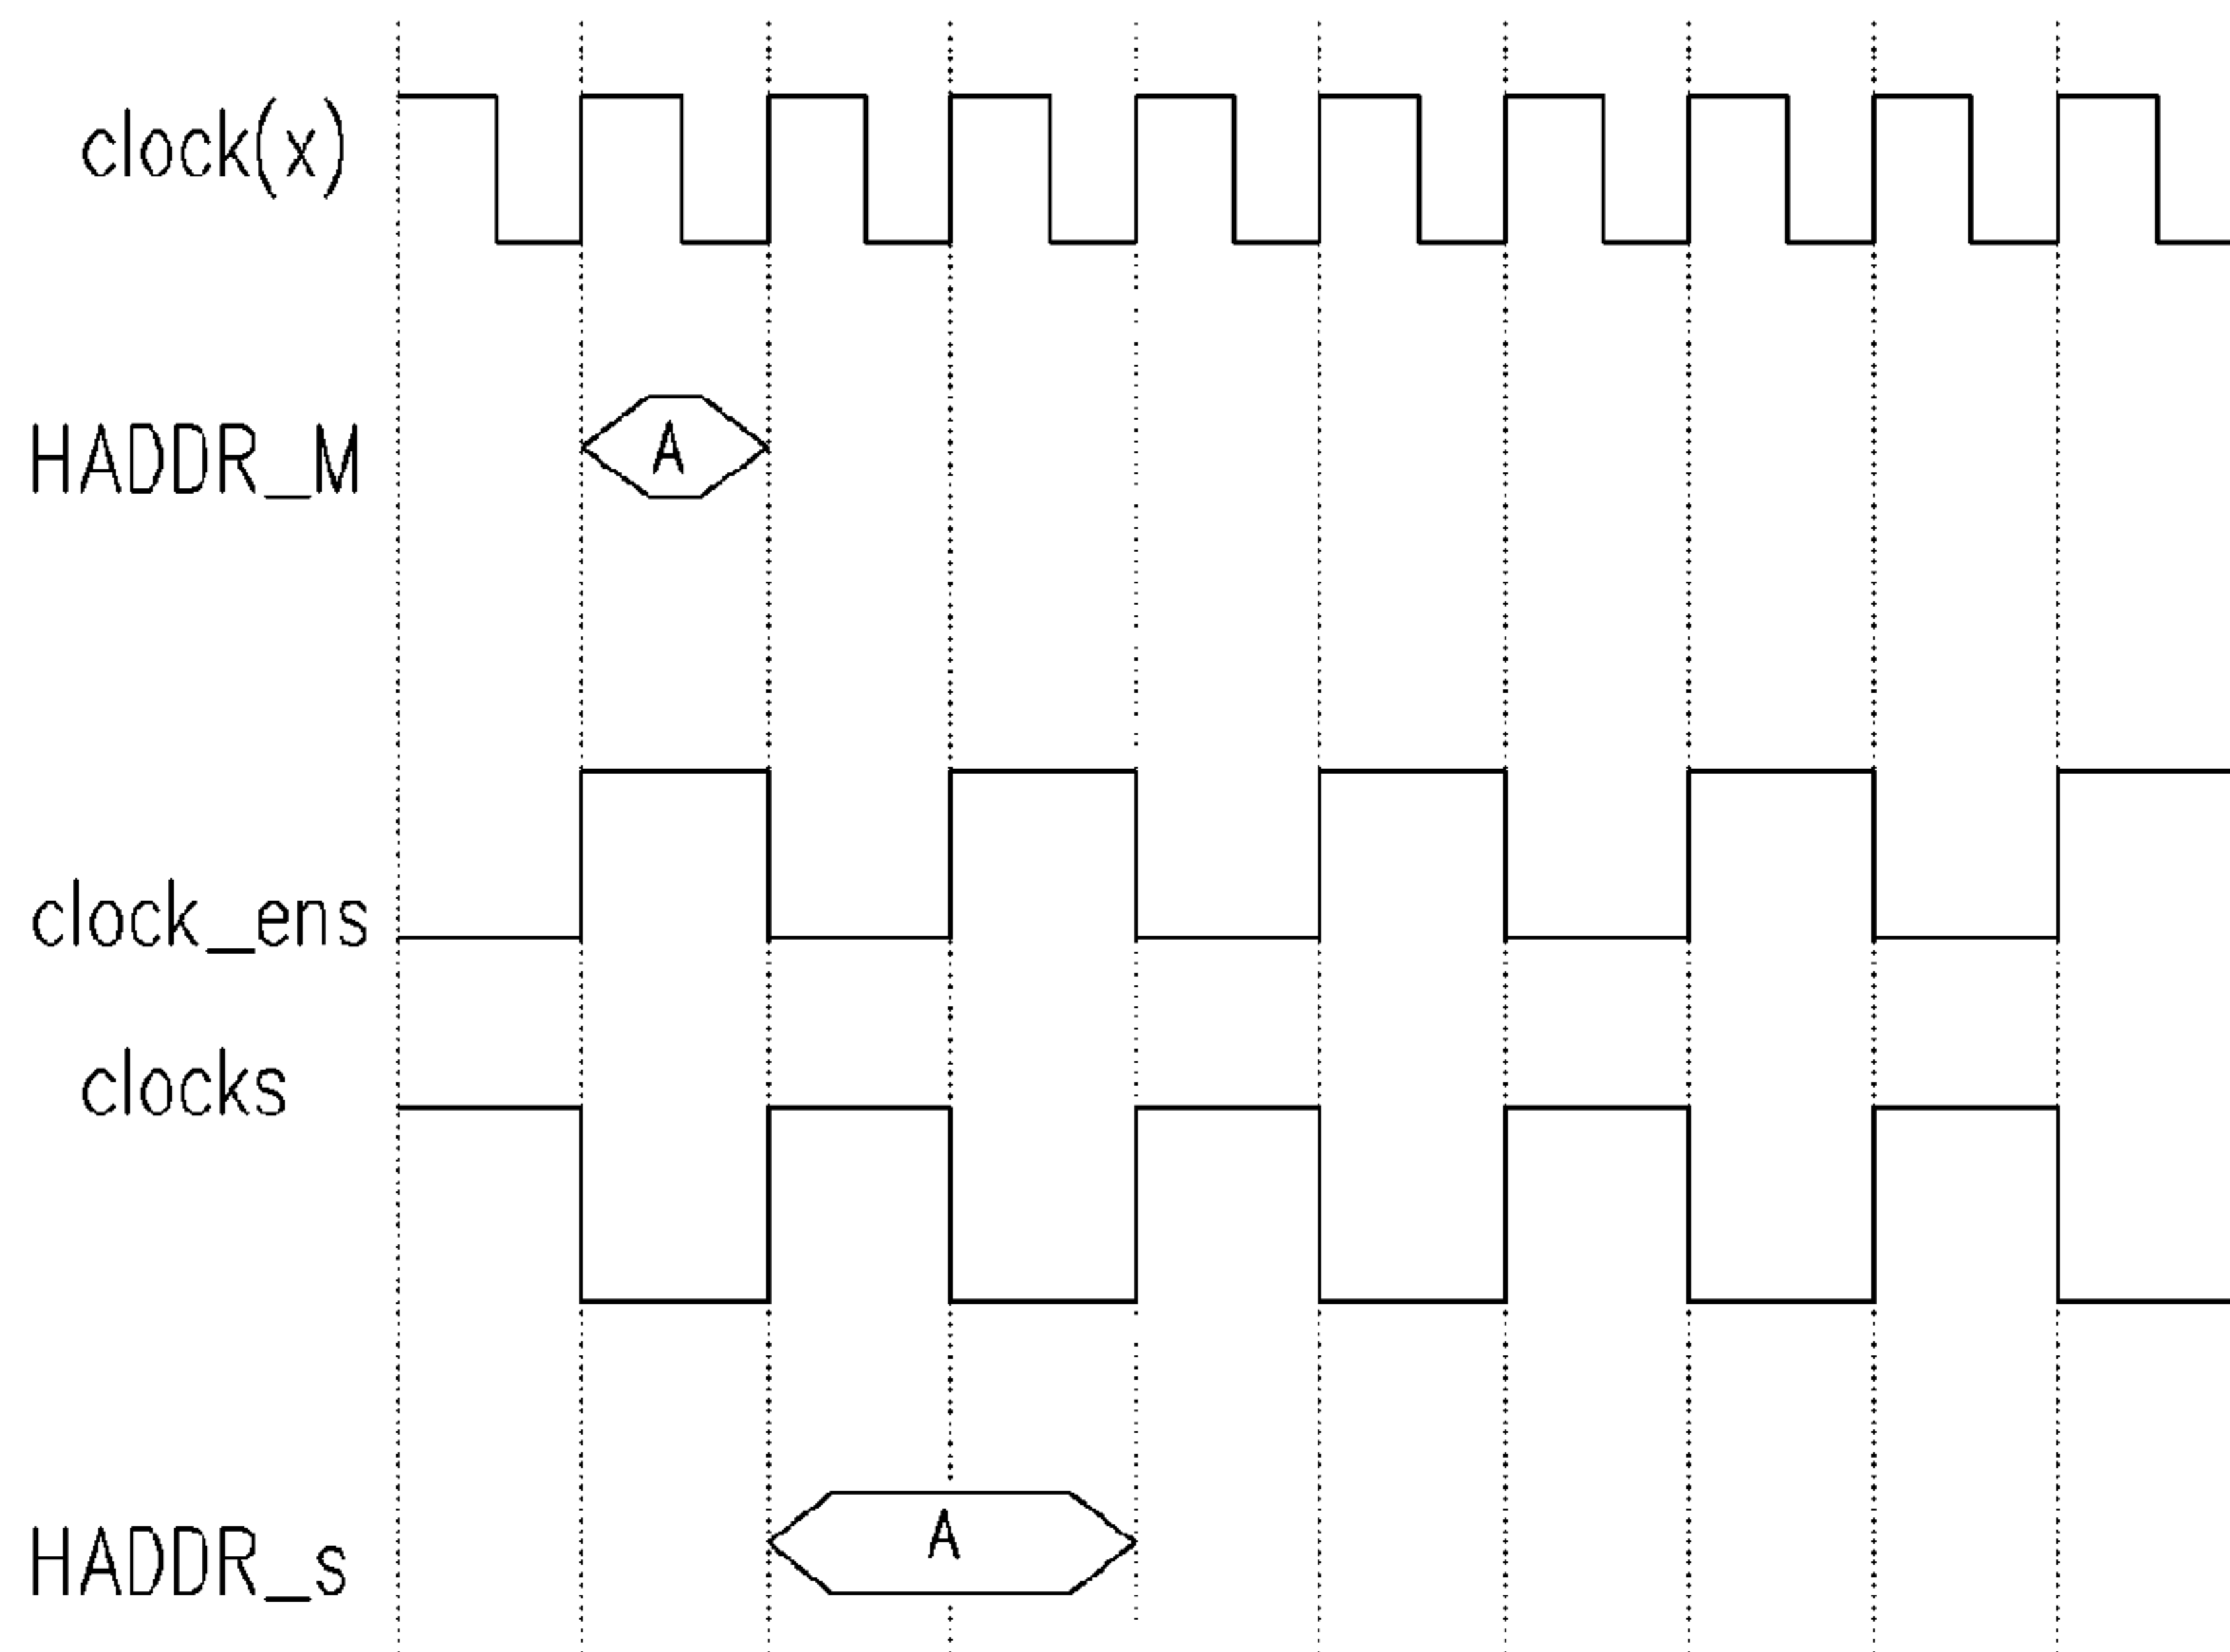 clock(x)
HADDR_M
A
clock_ens
clocks
HADDR_s
A